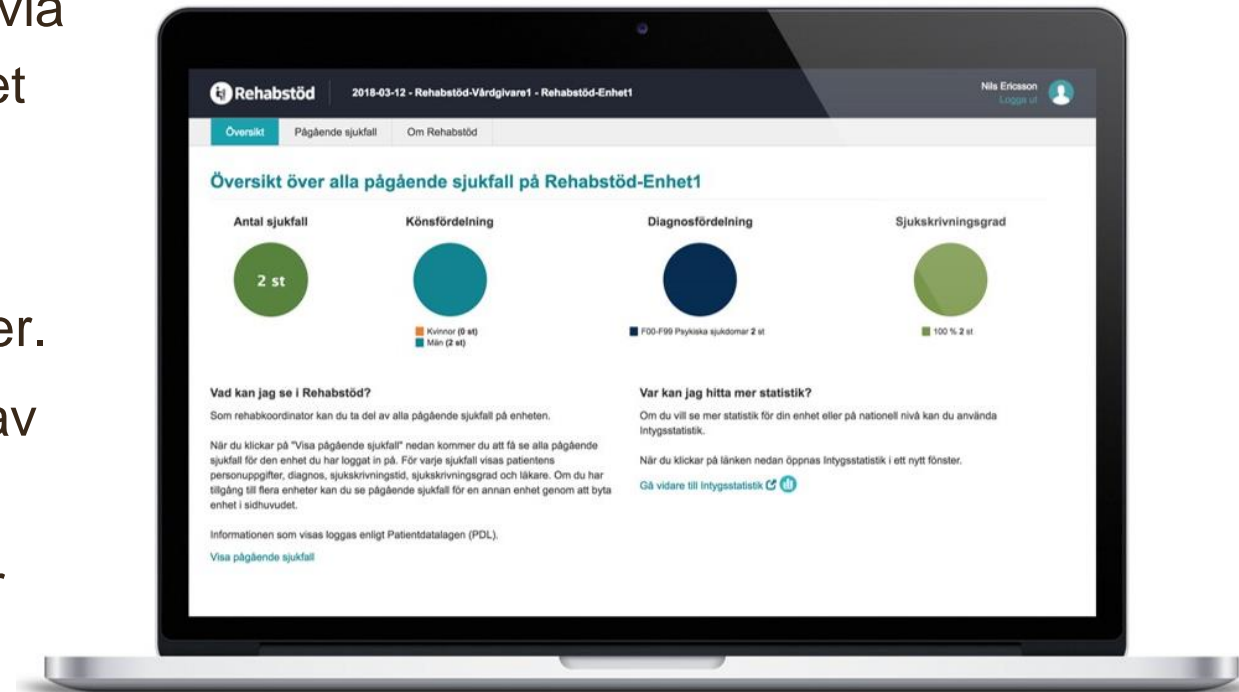 via
et
er.
av
r
Rehabstöd
2018-03-12 - Rehabstöd-Vårdgivare1 - Rehabstöd-Enhet1
Nils Ericsson
Logga ut
Översikt
Pågående sjukfall
Om Rehabstöd
Översikt över alla pågående sjukfall på Rehabstöd-Enhet1
Antal sjukfall
2 st
Könsfördelning
Kvinnor (0 st)
Män (2 st)
Diagnosfördelning
F00-F99 Psykiska sjukdomar 2 st
Sjukskrivningsgrad
100 % 2 st
Vad kan jag se i Rehabstöd?
Som rehabkoordinator kan du ta del av alla pågående sjukfall på enheten.
När du klickar på "Visa pågående sjukfall" nedan kommer du att få se alla pågående
sjukfall för den enhet du har loggat in på. För varje sjukfall visas patientens
personuppgifter, diagnos, sjukskrivningstid, sjukskrivningsgrad och läkare. Om du har
tillgång till flera enheter kan du se pågående sjukfall för en annan enhet genom att byta
enhet i sidhuvudet.
Informationen som visas loggas enligt Patientdatalagen (PDL).
Visa pågående sjukfall
Var kan jag hitta mer statistik?
Om du vill se mer statistik för din enhet eller på nationell nivå kan du använda
Intygsstatistik.
När du klickar på länken nedan öppnas Intygsstatistik i ett nytt fönster.
Gå vidare till Intygsstatistik